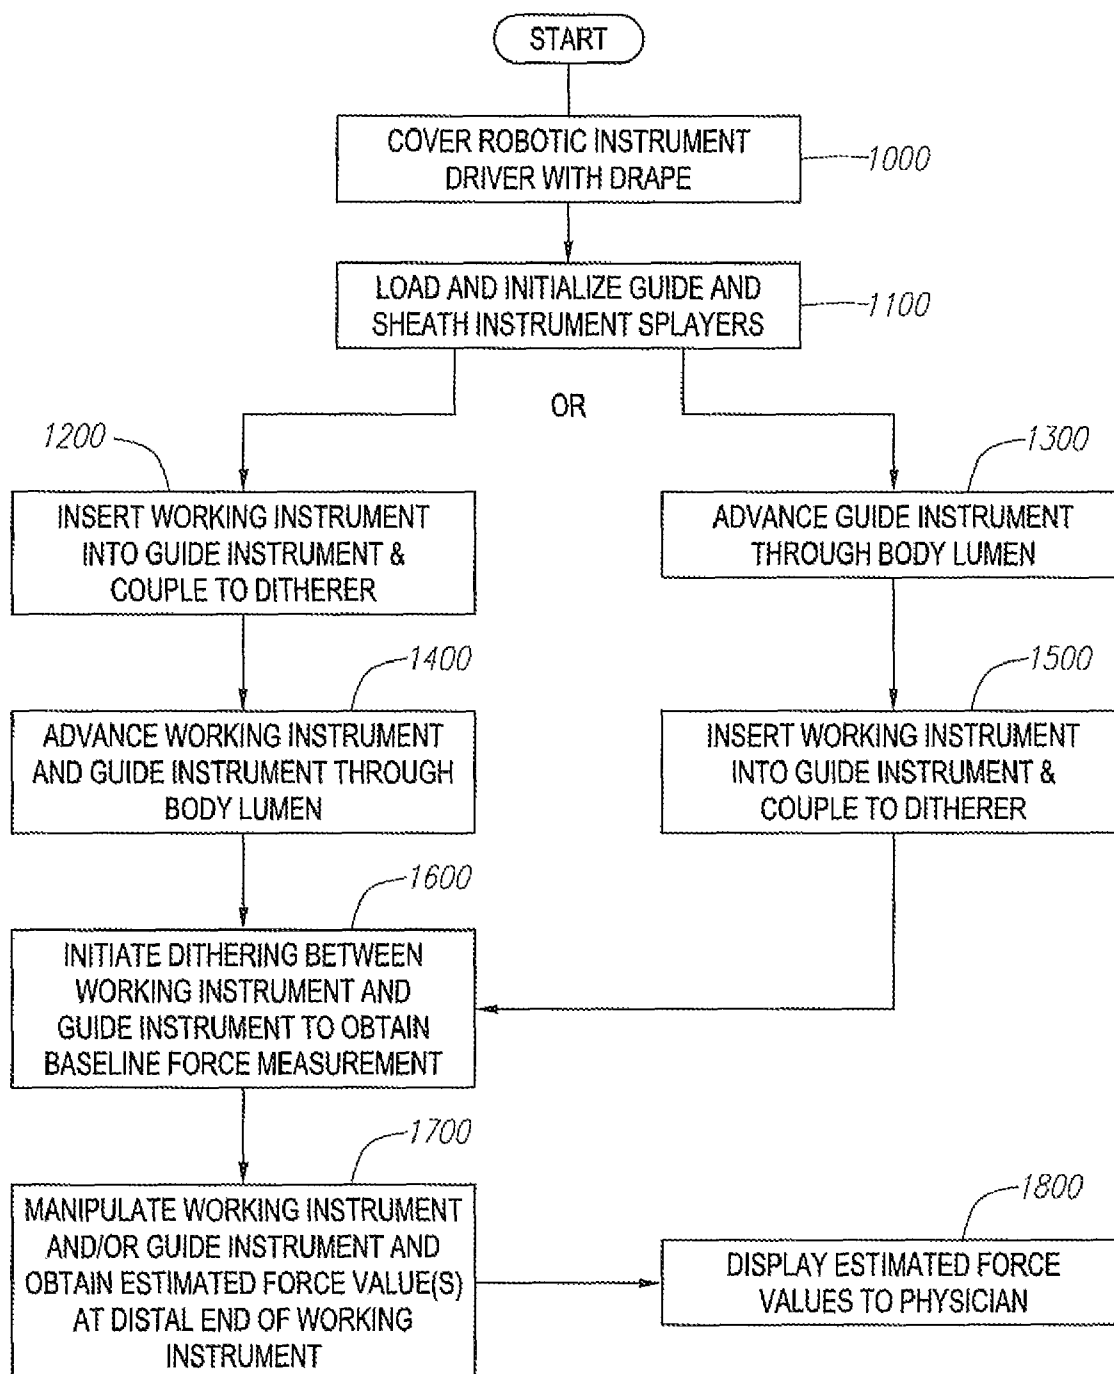 START
COVER ROBOTIC INSTRUMENT
DRIVER WITH DRAPE
1000
LOAD AND INITIALIZE GUIDE AND
SHEATH INSTRUMENT SPLAYERS
1100
OR
1200
INSERT WORKING INSTRUMENT
INTO GUIDE INSTRUMENT &
COUPLE TO DITHERER
1300
ADVANCE GUIDE INSTRUMENT
THROUGH BODY LUMEN
1400
ADVANCE WORKING INSTRUMENT
AND GUIDE INSTRUMENT THROUGH
BODY LUMEN
1500
INSERT WORKING INSTRUMENT
INTO GUIDE INSTRUMENT &
COUPLE TO DITHERER
1600
INITIATE DITHERING BETWEEN
WORKING INSTRUMENT AND
GUIDE INSTRUMENT TO OBTAIN
BASELINE FORCE MEASUREMENT
1700
MANIPULATE WORKING INSTRUMENT
AND/OR GUIDE INSTRUMENT AND
OBTAIN ESTIMATED FORCE VALUE(S)
AT DISTAL END OF WORKING
INSTRUMENT
1800
DISPLAY ESTIMATED FORCE
VALUES TO PHYSICIAN